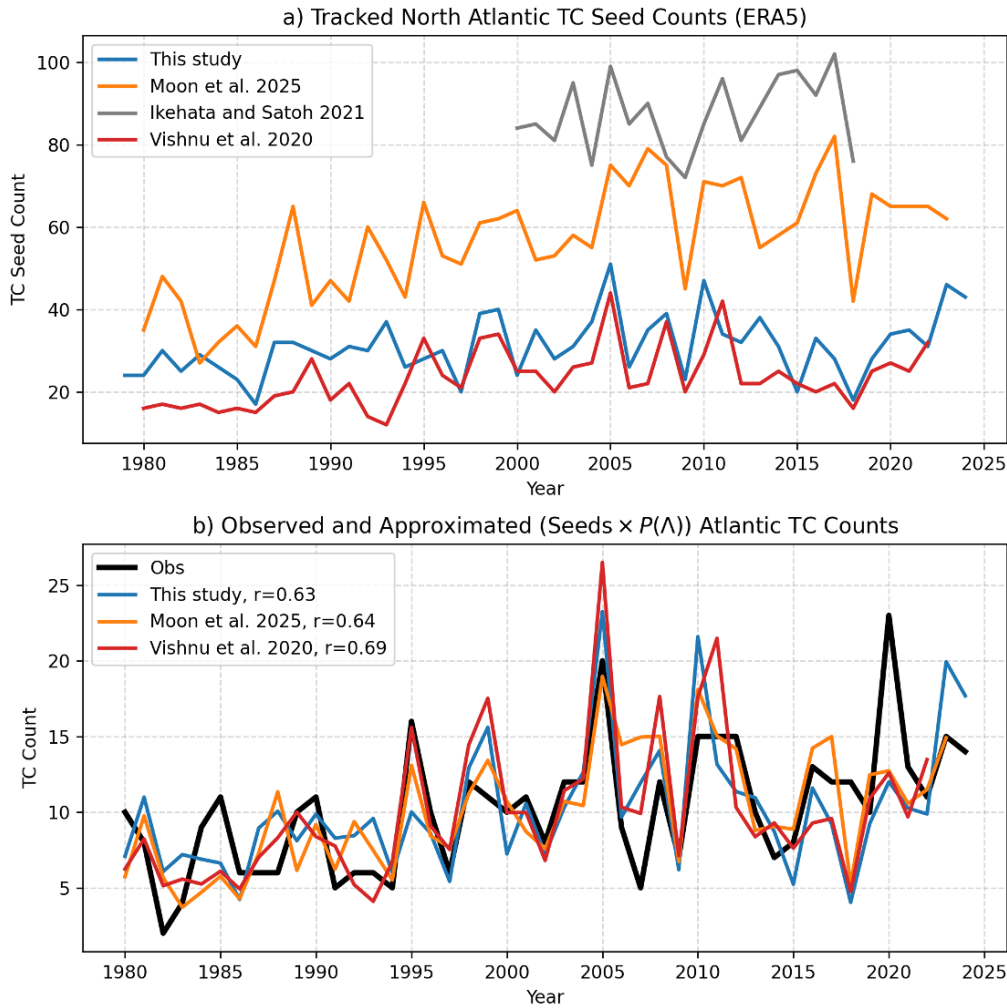 a) Tracked North Atlantic TC Seed Counts (ERA5)
This study
Moon et al. 2025
Ikehata and Satoh 2021
Vishnu et al. 2020
TC Seed Count
100
80
60
40
20
1980 1985 1990 1995 2000 2005 2010 2015 2020 2025
Year
b) Observed and Approximated (Seeds × P(Λ)) Atlantic TC Counts
Obs
This study, r=0.63
Moon et al. 2025, r=0.64
Vishnu et al. 2020, r=0.69
TC Count
25
20
15
10
5
1980 1985 1990 1995 2000 2005 2010 2015 2020 2025
Year